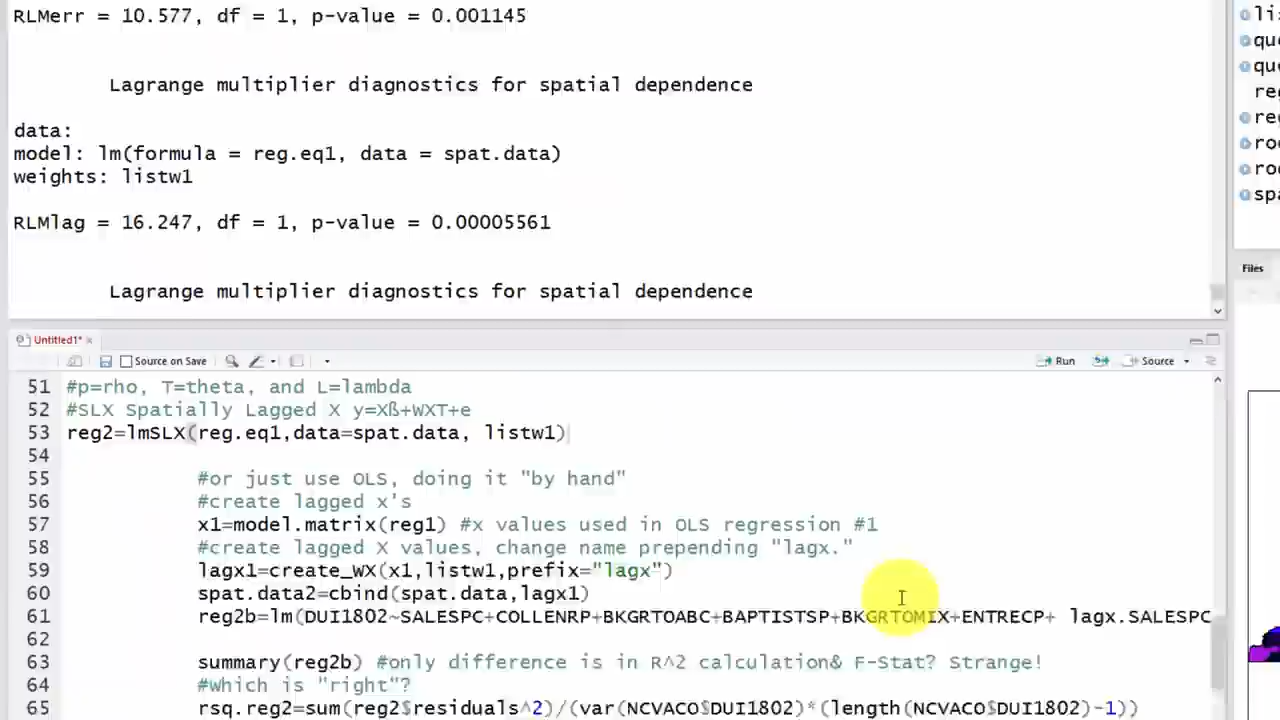 RLMerr = 10.577, df = 1, p-value = 0.001145
Lagrange multiplier diagnostics for spatial dependence
data:
model: lm(formula = reg.eq1, data = spat.data)
weights: listw1
RLMlag = 16.247, df = 1, p-value = 0.00005561
Lagrange multiplier diagnostics for spatial dependence
Untitled1*
Source on Save
Run
Source
51 #p=rho, T=theta, and L=lambda
52 #SLX Spatially Lagged X y=Xß+WXT+e
53 reg2=lmSLX(reg.eq1,data=spat.data, listw1)
54
55 #or just use OLS, doing it "by hand"
56 #create lagged x's
57 x1=model.matrix(reg1) #x values used in OLS regression #1
58 #create lagged X values, change name prepending "lagx."
59 lagx1=create_WX(x1,listw1,prefix="lagx")
60 spat.data2=cbind(spat.data,lagx1)
61 reg2b=lm(DUI1802~SALESPC+COLLENRP+BKGRTOABC+BAPTISTSP+BKGRTOMIX+ENTRECP+ lagx.SALESPC
62
63 summary(reg2b) #only difference is in R^2 calculation& F-Stat? Strange!
64 #which is "right"?
65 rsq.reg2=sum(reg2$residuals^2)/(var(NCVACO$DUI1802)*(length(NCVACO$DUI1802)-1))
Files